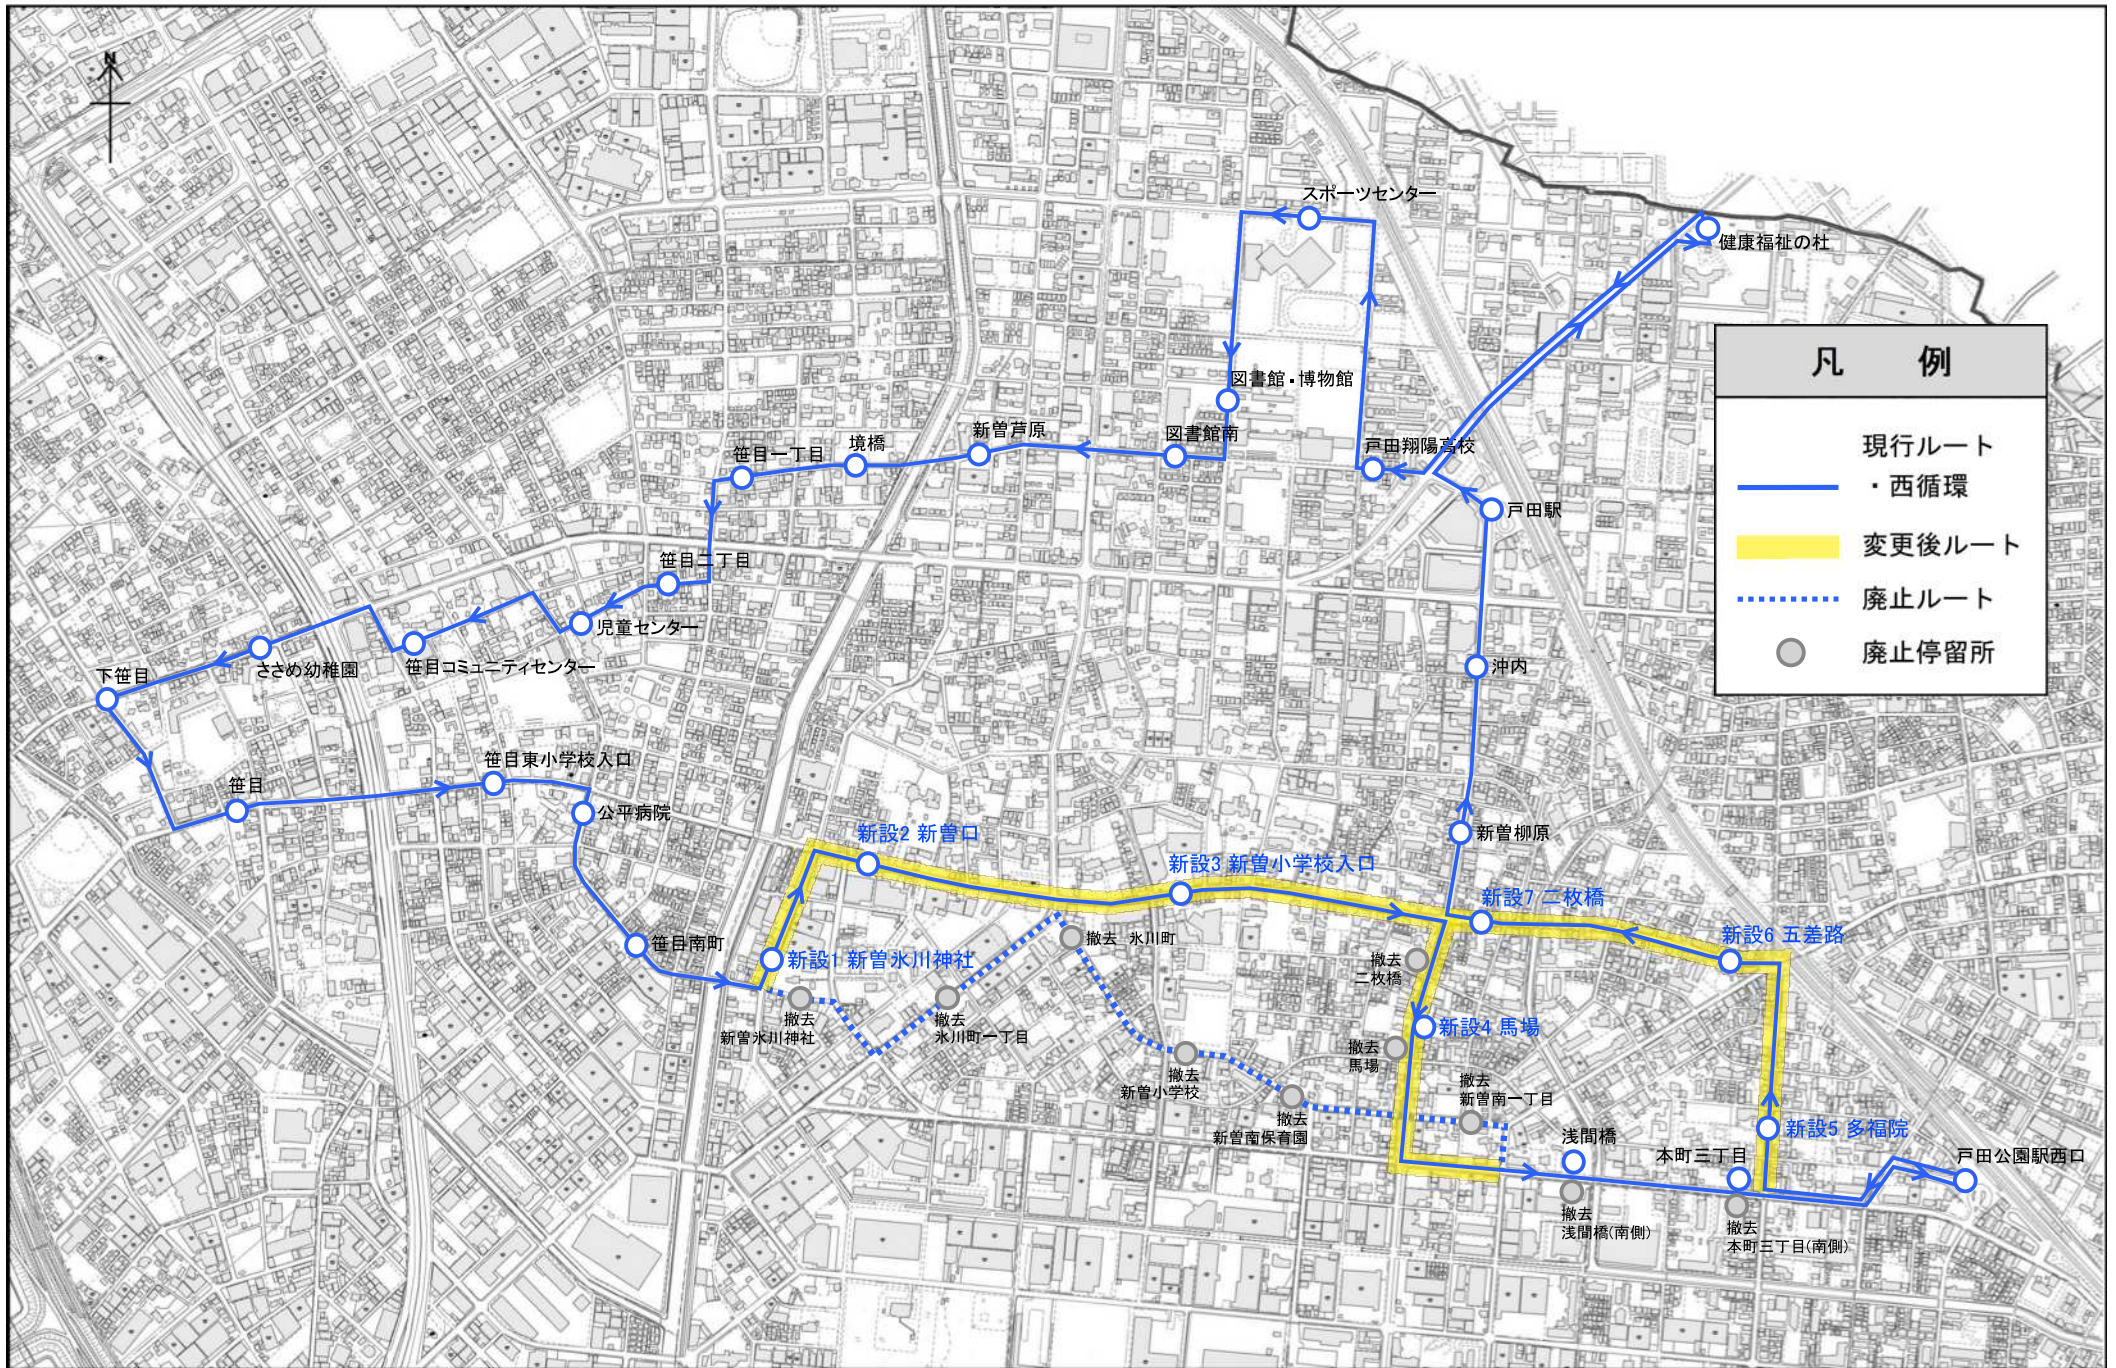 N
スポーツセンター
健康福祉の杜
凡 例
現行ルート
・西循環
変更後ルート
廃止ルート
廃止停留所
図書館・博物館
図書館南
新曽芦原
境橋
笹目一丁目
戸田翔陽高校
戸田駅
笹目二丁目
児童センター
笹目コミュニティセンター
ささめ幼稚園
下笹目
沖内
笹目東小学校入口
笹目
公平病院
新設2 新曽口
新設3 新曽小学校入口
新曽柳原
新設7 二枚橋
新設6 五差路
笹目南町
新設1 新曽氷川神社
撤去 氷川町
撤去
二枚橋
撤去
新曽氷川神社
撤去
氷川町一丁目
新設4 馬場
撤去
馬場
撤去
新曽小学校
撤去
新曽南一丁目
撤去
新曽南保育園
浅間橋
本町三丁目
新設5 多福院
戸田公園駅西口
撤去
浅間橋(南側)
撤去
本町三丁目(南側)